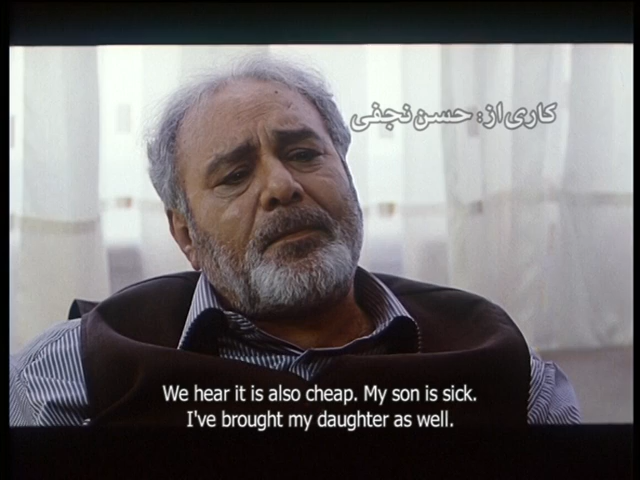 کاری از: حسن نجفی
We hear it is also cheap. My son is sick.
I've brought my daughter as well.